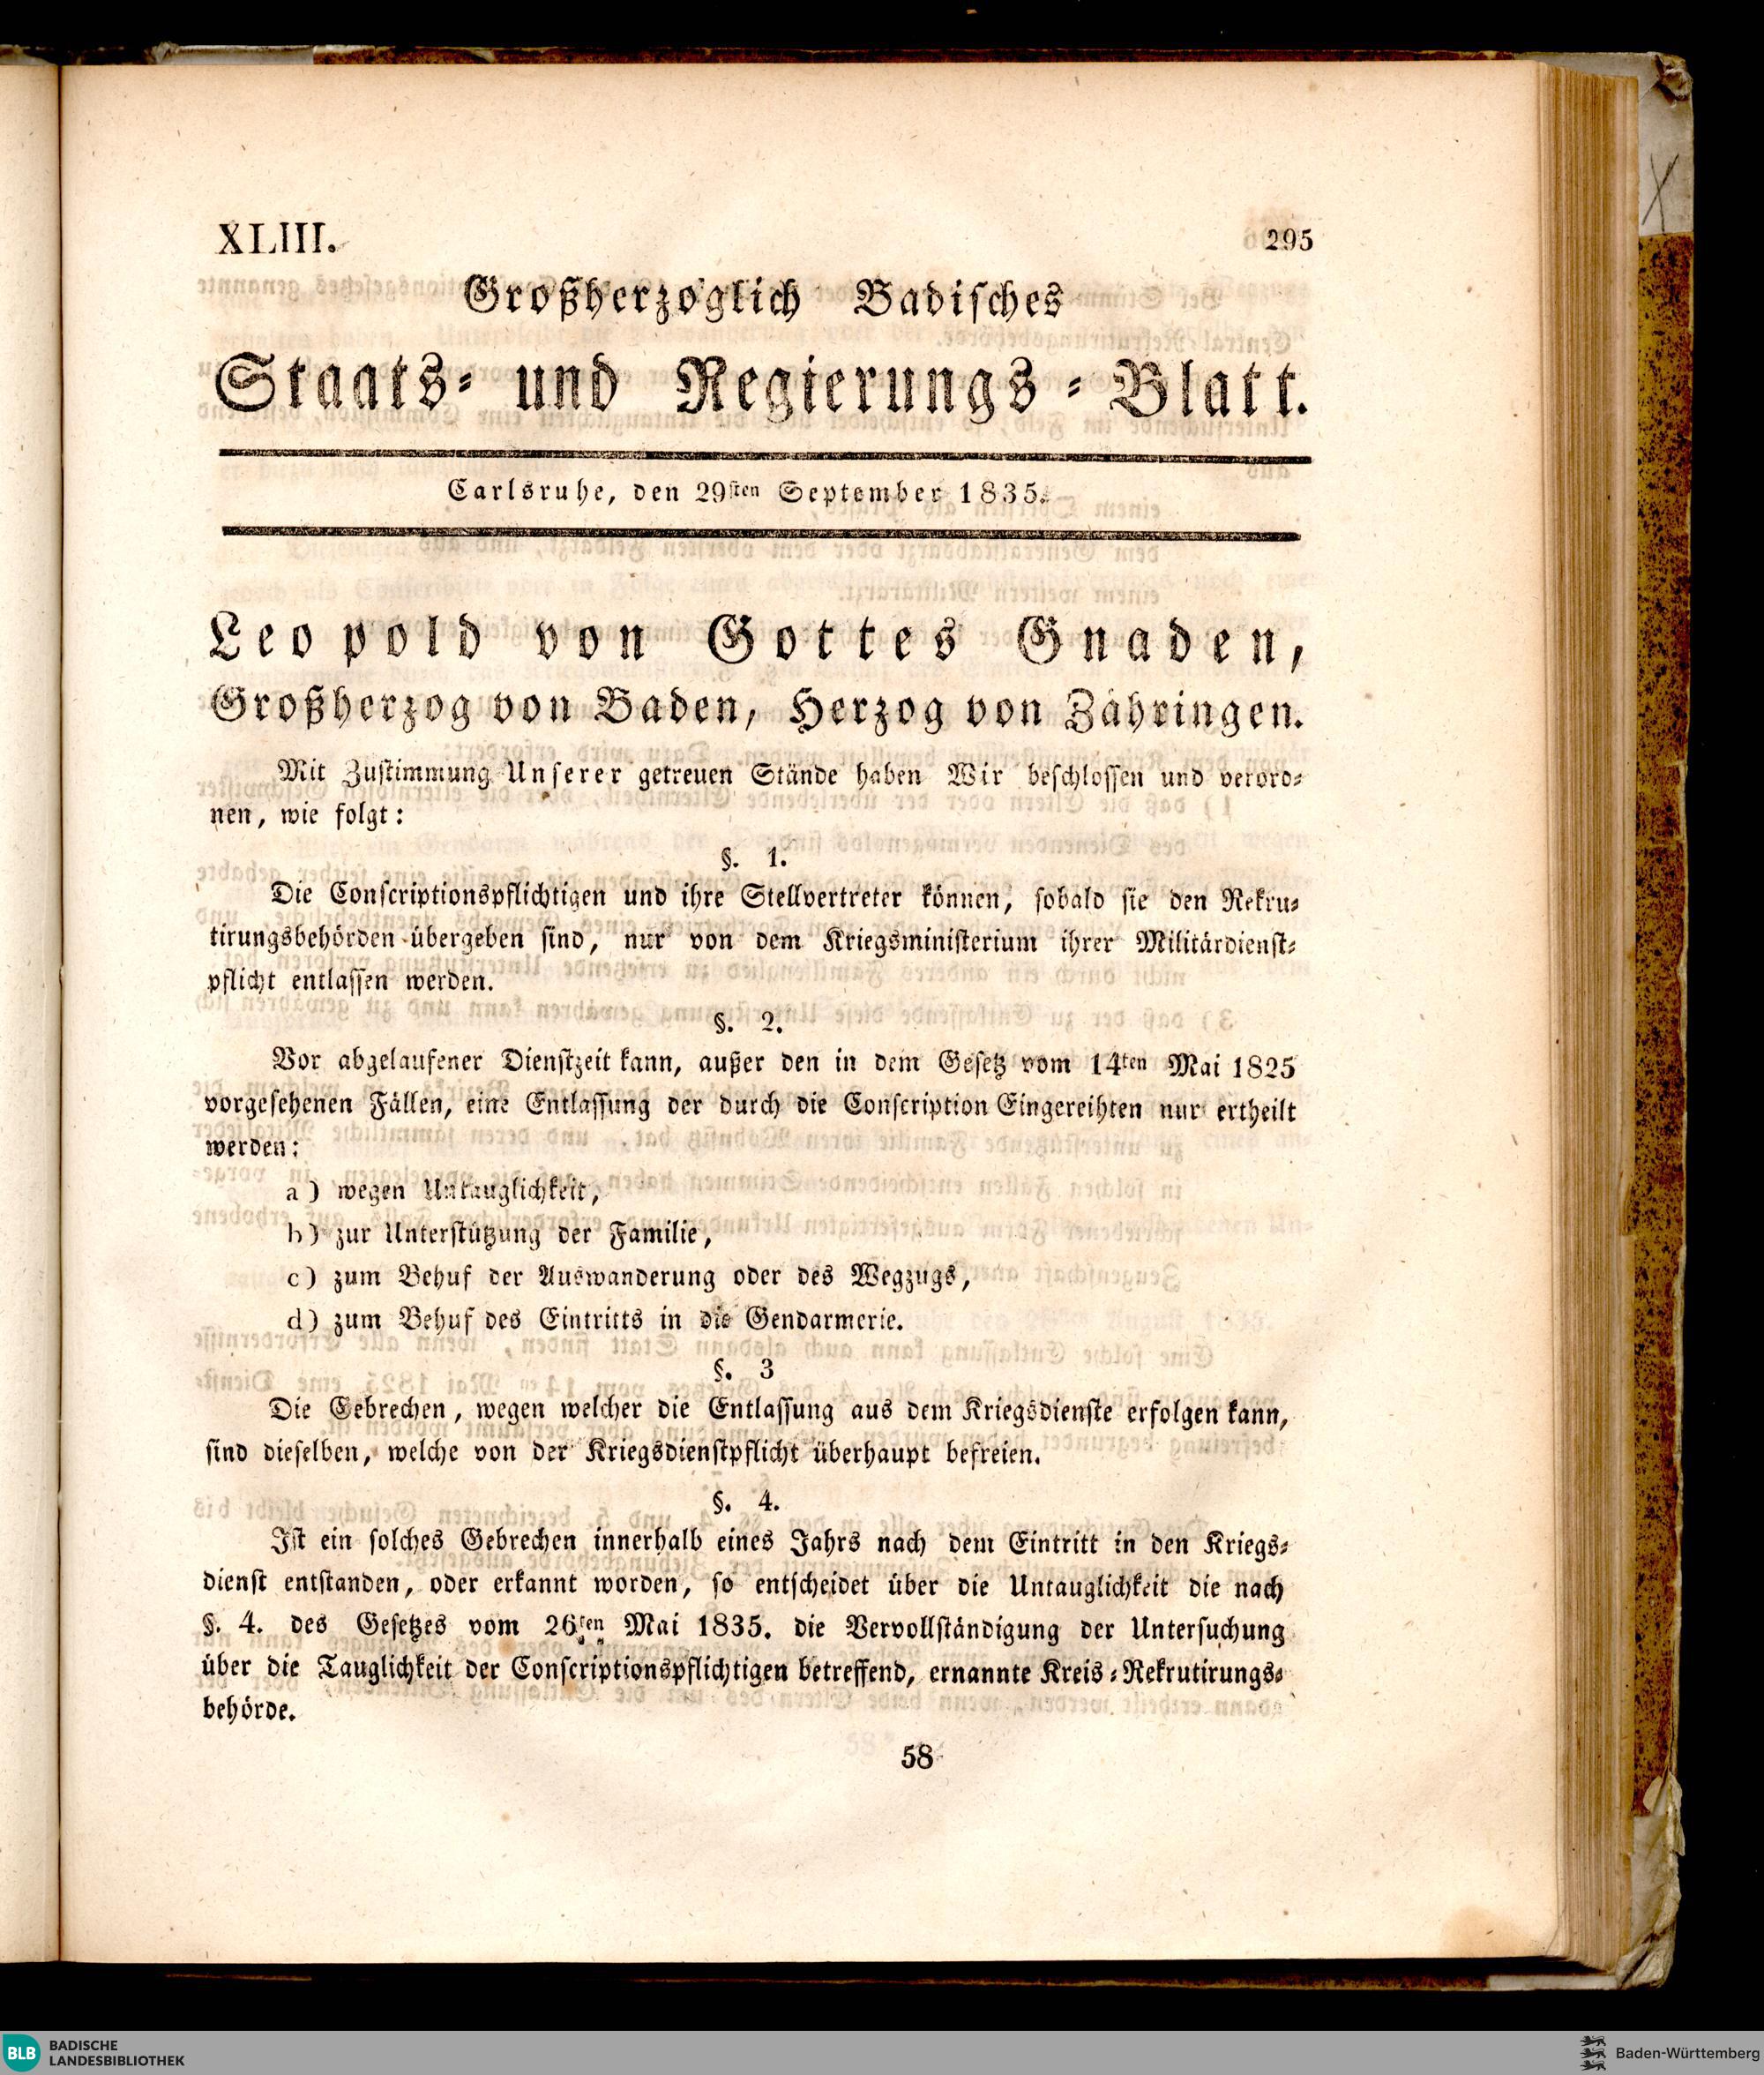 XLIII. 295
Großherzoglich Badisches
Staats- und Regierungs-Blatt.
Carlsruhe, den 29sten September 1835.
Leopold von Gottes Gnaden,
Großherzog von Baden, Herzog von Zähringen.
Mit Zustimmung Unserer getreuen Stände haben Wir beschlossen und verord-
nen, wie folgt:
§. 1.
Die Conscriptionspflichtigen und ihre Stellvertreter können, sobald sie den Rekru-
tirungsbehörden übergeben sind, nur von dem Kriegsministerium ihrer Militärdienst-
pflicht entlassen werden.
§. 2.
Vor abgelaufener Dienstzeit kann, außer den in dem Gesetz vom 14ten Mai 1825
vorgesehenen Fällen, eine Entlassung der durch die Conscription Eingereihten nur ertheilt
werden:
a) wegen Untauglichkeit,
b) zur Unterstützung der Familie,
c) zum Behuf der Auswanderung oder des Wegzugs,
d) zum Behuf des Eintritts in die Gendarmerie.
§. 3
Die Gebrechen, wegen welcher die Entlassung aus dem Kriegsdienste erfolgen kann,
sind dieselben, welche von der Kriegsdienstpflicht überhaupt befreien.
§. 4.
Ist ein solches Gebrechen innerhalb eines Jahrs nach dem Eintritt in den Kriegs-
dienst entstanden, oder erkannt worden, so entscheidet über die Untauglichkeit die nach
§. 4. des Gesetzes vom 26ten Mai 1835. die Vervollständigung der Untersuchung
über die Tauglichkeit der Conscriptionspflichtigen betreffend, ernannte Kreis-Rekrutirungs-
behörde.
58
BLB BADISCHE
LANDESBIBLIOTHEK
Baden-Württemberg